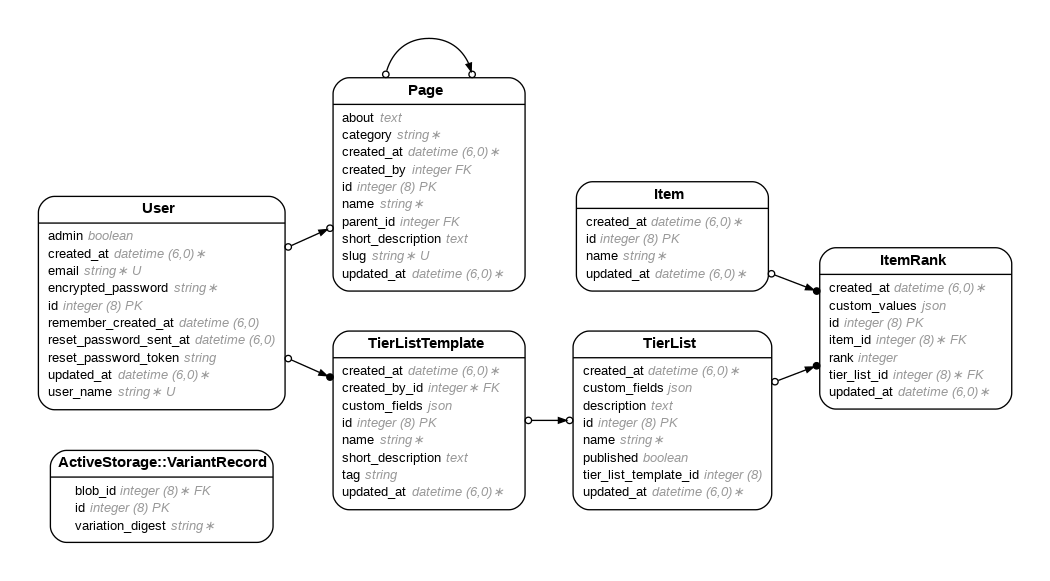 Page
about text
category string∗
created_at datetime (6,0)∗
created_by integer FK
id integer (8) PK
name string∗
parent_id integer FK
short_description text
slug string∗ U
updated_at datetime (6,0)∗
User
admin boolean
created_at datetime (6,0)∗
email string∗ U
encrypted_password string∗
id integer (8) PK
remember_created_at datetime (6,0)
reset_password_sent_at datetime (6,0)
reset_password_token string
updated_at datetime (6,0)∗
user_name string∗ U
Item
created_at datetime (6,0)∗
id integer (8) PK
name string∗
updated_at datetime (6,0)∗
ItemRank
created_at datetime (6,0)∗
custom_values json
id integer (8) PK
item_id integer (8)∗ FK
rank integer
tier_list_id integer (8)∗ FK
updated_at datetime (6,0)∗
TierListTemplate
created_at datetime (6,0)∗
created_by_id integer∗ FK
custom_fields json
id integer (8) PK
name string∗
short_description text
tag string
updated_at datetime (6,0)∗
TierList
created_at datetime (6,0)∗
custom_fields json
description text
id integer (8) PK
name string∗
published boolean
tier_list_template_id integer (8)
updated_at datetime (6,0)∗
ActiveStorage::VariantRecord
blob_id integer (8)∗ FK
id integer (8) PK
variation_digest string∗